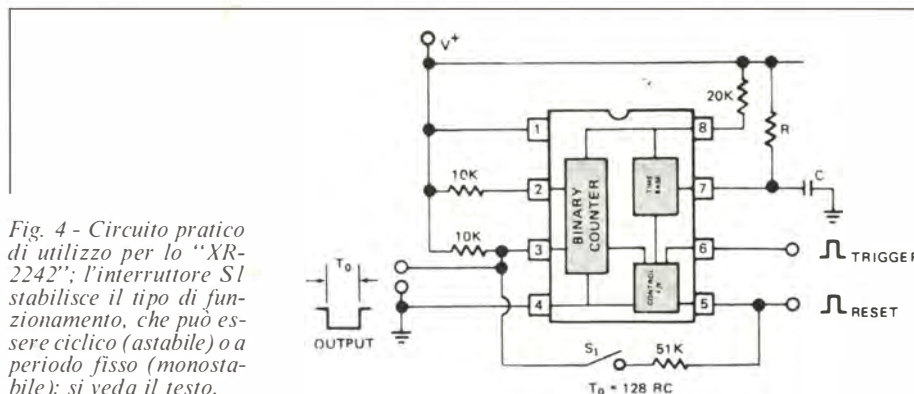 V+
20K
R
1
8
10K
2
7
C
BINARY COUNTER
TIME BASE
10K
3
6
TRIGGER
T₀
CONTROL
4
5
RESET
OUTPUT
S₁
51K
T₀ = 128 RC
Fig. 4 - Circuito pratico
di utilizzo per lo "XR-
2242"; l'interruttore S1
stabilisce il tipo di fun-
zionamento, che può es-
sere ciclico (astabile) o a
periodo fisso (monosta-
bile); si veda il testo.